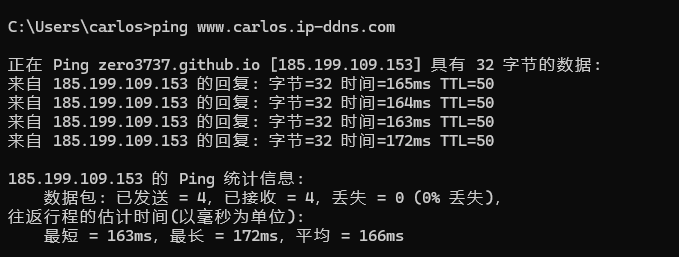 C:\Users\carlos>ping www.carlos.ip-ddns.com
正在 Ping zero3737.github.io [185.199.109.153] 具有 32 字节的数据:
来自 185.199.109.153 的回复: 字节=32 时间=165ms TTL=50
来自 185.199.109.153 的回复: 字节=32 时间=164ms TTL=50
来自 185.199.109.153 的回复: 字节=32 时间=163ms TTL=50
来自 185.199.109.153 的回复: 字节=32 时间=172ms TTL=50
185.199.109.153 的 Ping 统计信息:
数据包: 已发送 = 4，已接收 = 4，丢失 = 0 (0% 丢失)，
往返行程的估计时间(以毫秒为单位):
最短 = 163ms，最长 = 172ms，平均 = 166ms